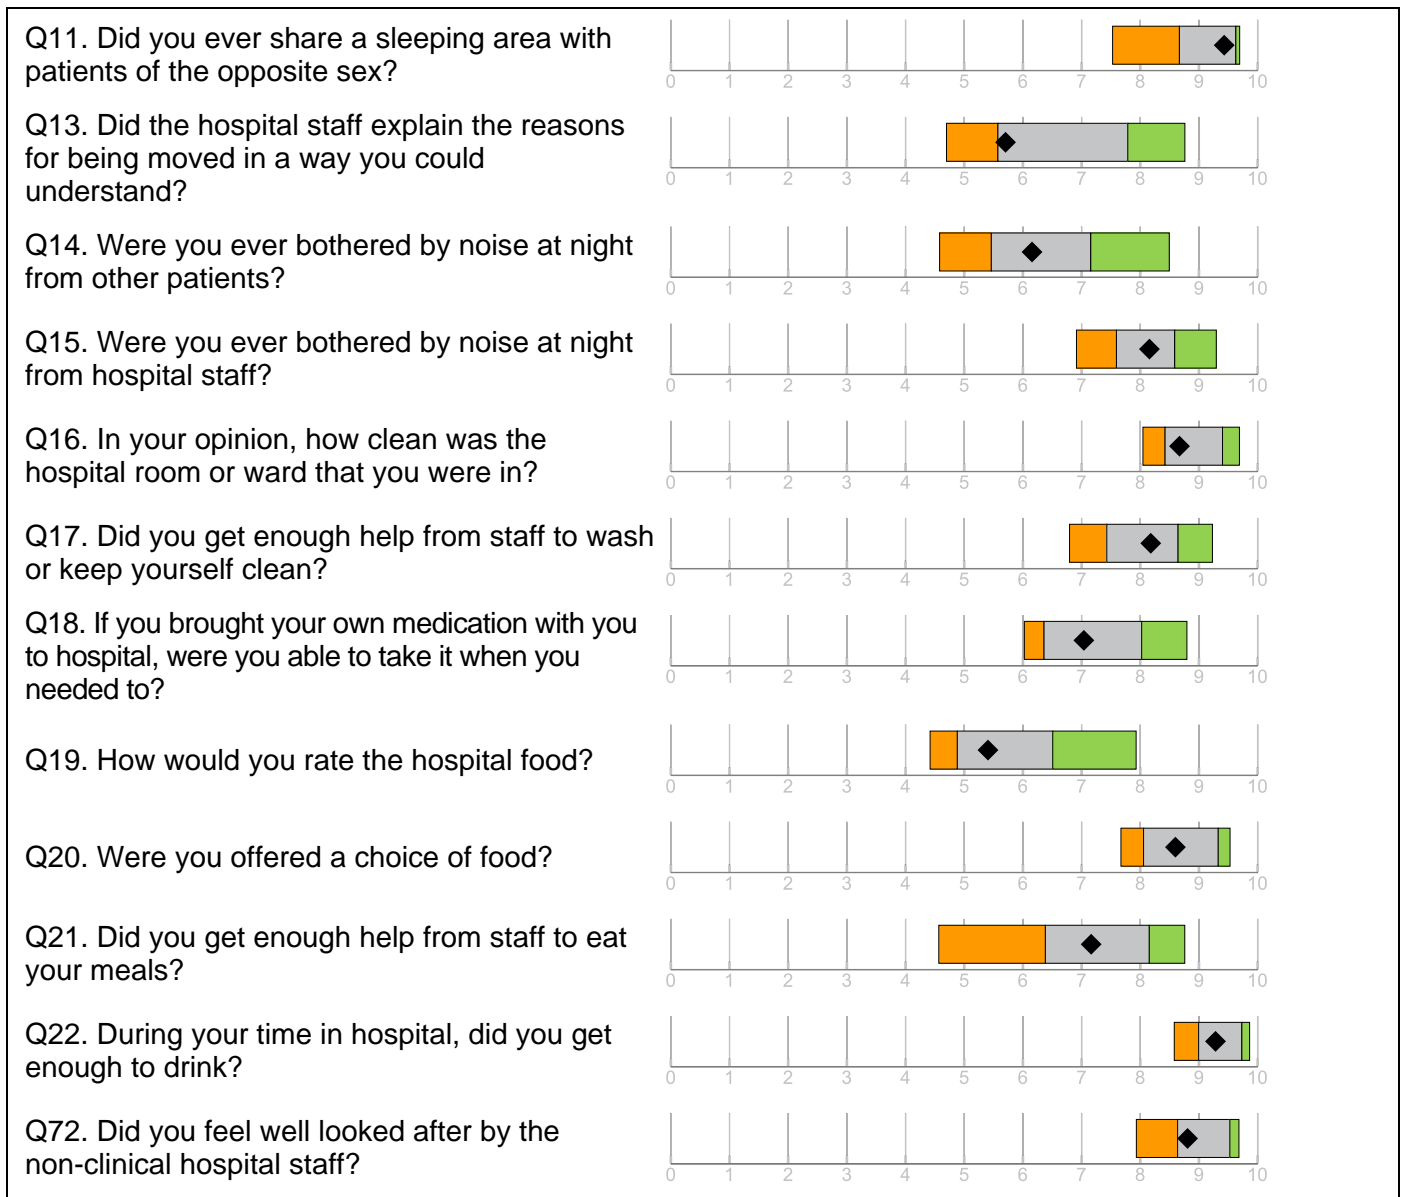 Q11. Did you ever share a sleeping area with
patients of the opposite sex?
0 1 2 3 4 5 6 7 8 9 10
Q13. Did the hospital staff explain the reasons
for being moved in a way you could
understand?
0 1 2 3 4 5 6 7 8 9 10
Q14. Were you ever bothered by noise at night
from other patients?
0 1 2 3 4 5 6 7 8 9 10
Q15. Were you ever bothered by noise at night
from hospital staff?
0 1 2 3 4 5 6 7 8 9 10
Q16. In your opinion, how clean was the
hospital room or ward that you were in?
0 1 2 3 4 5 6 7 8 9 10
Q17. Did you get enough help from staff to wash
or keep yourself clean?
0 1 2 3 4 5 6 7 8 9 10
Q18. If you brought your own medication with you
to hospital, were you able to take it when you
needed to?
0 1 2 3 4 5 6 7 8 9 10
Q19. How would you rate the hospital food?
0 1 2 3 4 5 6 7 8 9 10
Q20. Were you offered a choice of food?
0 1 2 3 4 5 6 7 8 9 10
Q21. Did you get enough help from staff to eat
your meals?
0 1 2 3 4 5 6 7 8 9 10
Q22. During your time in hospital, did you get
enough to drink?
0 1 2 3 4 5 6 7 8 9 10
Q72. Did you feel well looked after by the
non-clinical hospital staff?
0 1 2 3 4 5 6 7 8 9 10